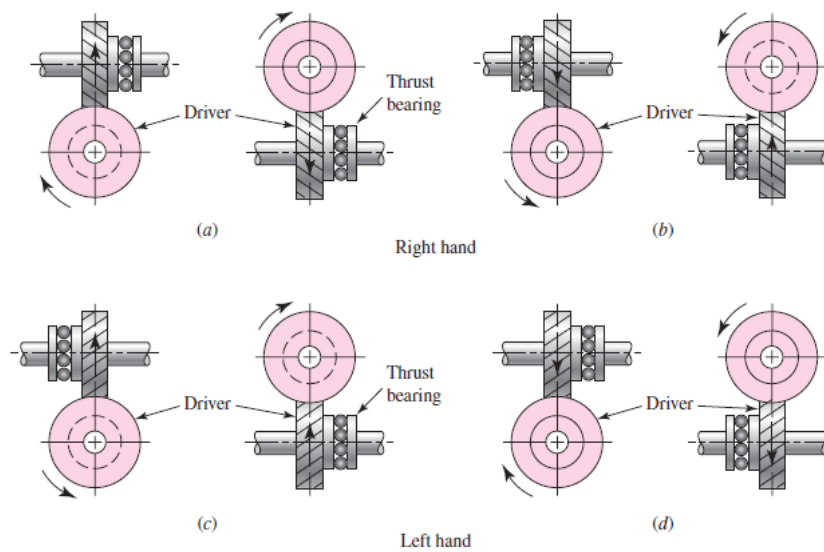 Driver
Thrust
bearing
Driver
(a)
(b)
Right hand
Driver
Thrust
bearing
Driver
(c)
(d)
Left hand